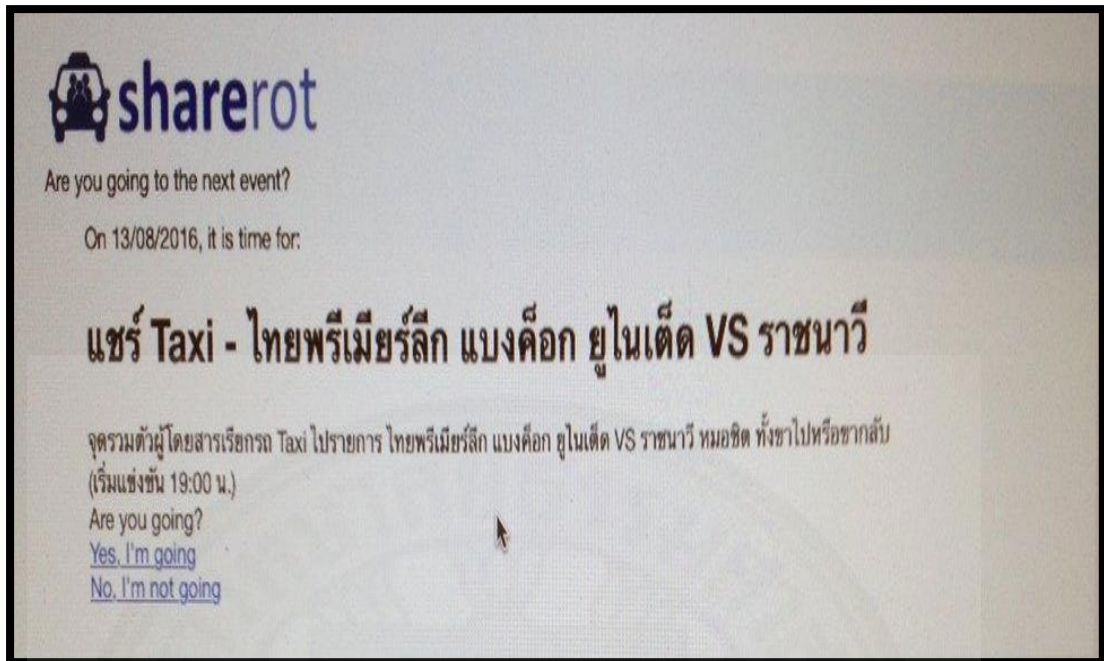 sharerot
Are you going to the next event?
On 13/08/2016, it is time for:
แชร์ Taxi - ไทยพรีเมียร์ลีก แบงค็อก ยูไนเต็ด VS ราชนาวี
จุดรวมตัวผู้โดยสารเรียกรถ Taxi ไปรายการ ไทยพรีเมียร์ลีก แบงค็อก ยูไนเต็ด VS ราชนาวี หมอชิต ทั้งขาไปหรือขากลับ
(เริ่มแข่งขัน 19:00 น.)
Are you going?
Yes, I'm going
No, I'm not going